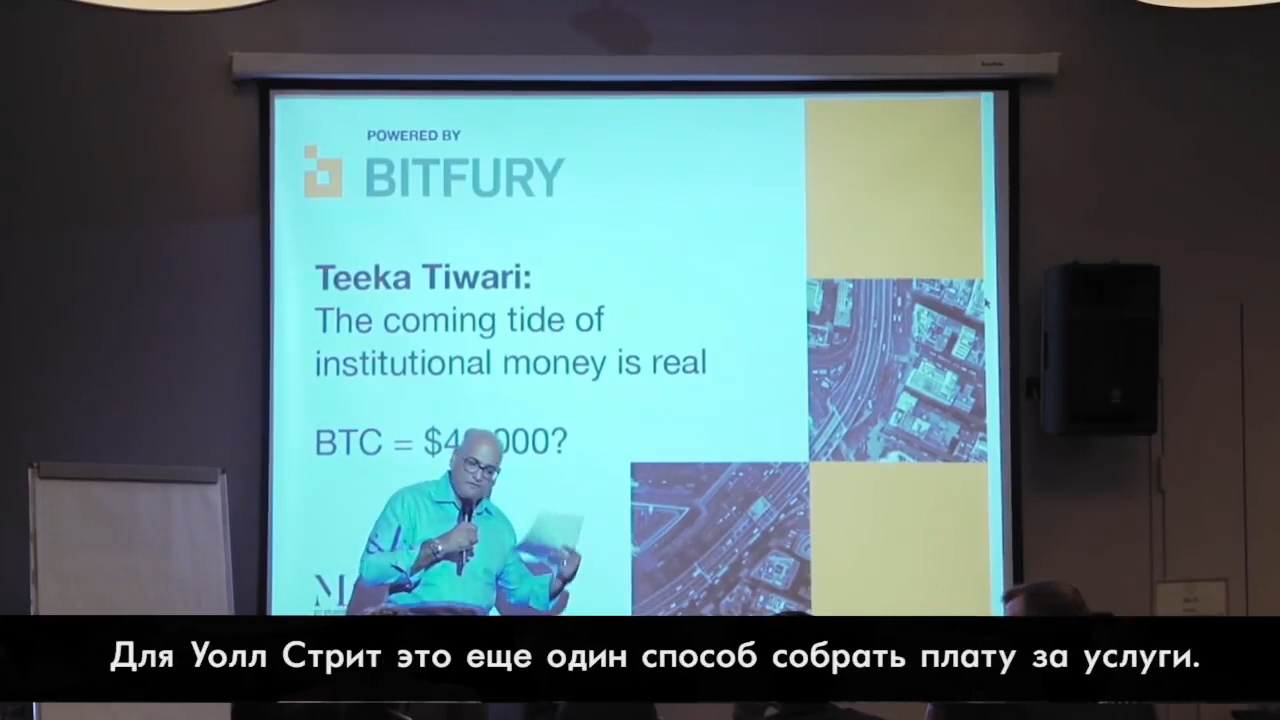 POWERED BY
BITFURY
Teeka Tiwari:
The coming tide of
institutional money is real
BTC =
Для Уолл Стрит это еще один способ собрать плату за услуги.